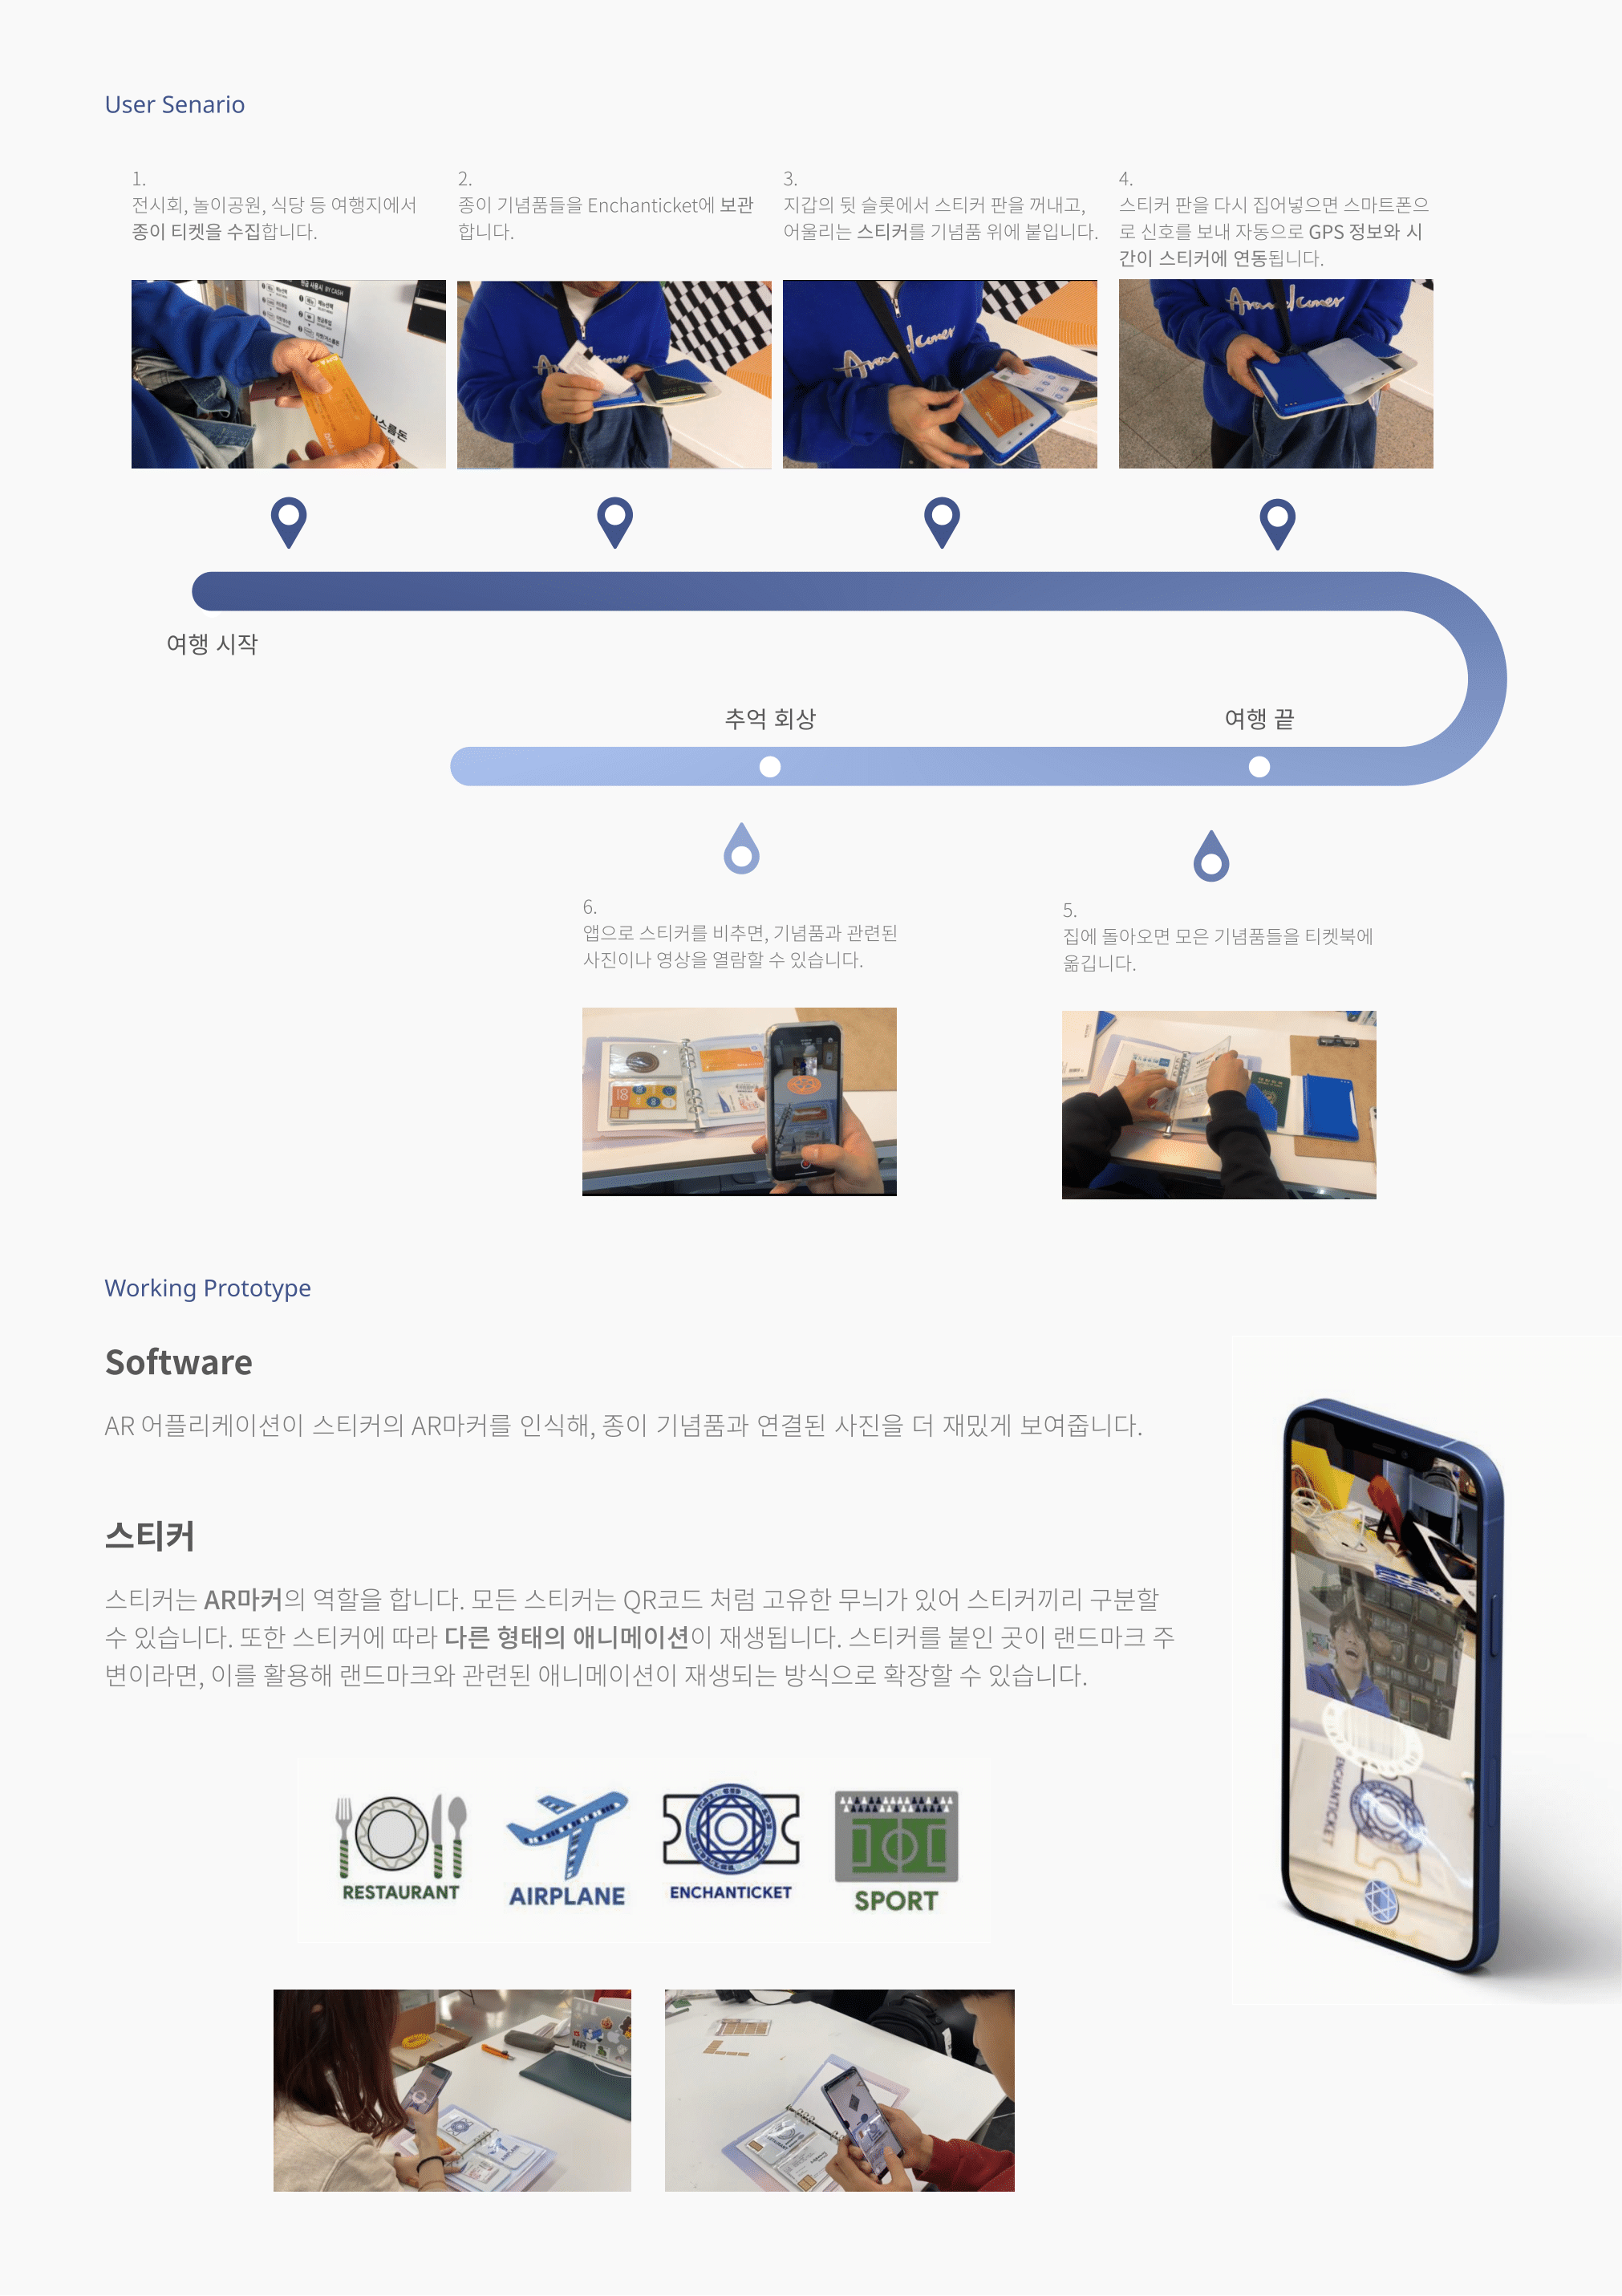 User Senario
1.
전시회, 놀이공원, 식당 등 여행지에서
종이 티켓을 수집합니다.
2.
종이 기념품들을 Enchanticket에 보관
합니다.
3.
지갑의 뒷 슬롯에서 스티커 판을 꺼내고,
어울리는 스티커를 기념품 위에 붙입니다.
4.
스티커 판을 다시 집어넣으면 스마트폰으
로 신호를 보내 자동으로 GPS 정보와 시
간이 스티커에 연동됩니다.
여행 시작
추억 회상
여행 끝
6.
앱으로 스티커를 비추면, 기념품과 관련된
사진이나 영상을 열람할 수 있습니다.
5.
집에 돌아오면 모은 기념품들을 티켓북에
옮깁니다.
Working Prototype
Software
AR 어플리케이션이 스티커의 AR마커를 인식해, 종이 기념품과 연결된 사진을 더 재밌게 보여줍니다.
스티커
스티커는 AR마커의 역할을 합니다. 모든 스티커는 QR코드 처럼 고유한 무늬가 있어 스티커끼리 구분할
수 있습니다. 또한 스티커에 따라 다른 형태의 애니메이션이 재생됩니다. 스티커를 붙인 곳이 랜드마크 주
변이라면, 이를 활용해 랜드마크와 관련된 애니메이션이 재생되는 방식으로 확장할 수 있습니다.
RESTAURANT
AIRPLANE
ENCHANTICKET
SPORT
ENCHANTICKET
AIRPLANE